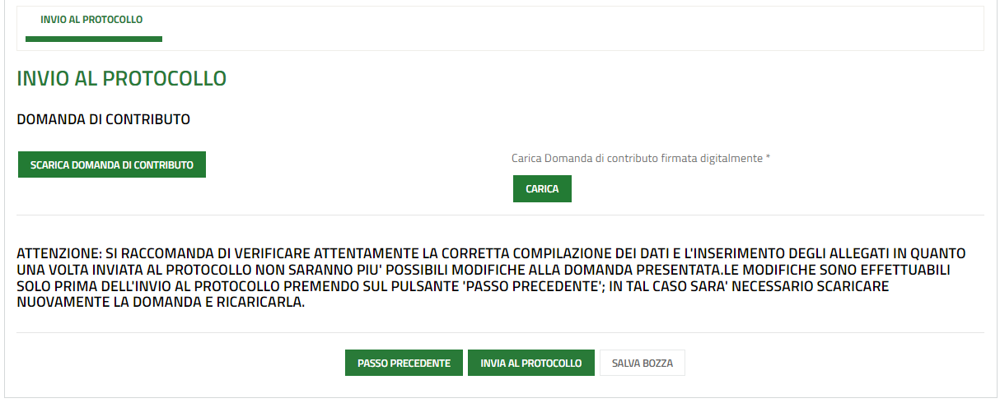 INVIO AL PROTOCOLLO
INVIO AL PROTOCOLLO
DOMANDA DI CONTRIBUTO
SCARICA DOMANDA DI CONTRIBUTO
Carica Domanda di contributo firmata digitalmente *
CARICA
ATTENZIONE: SI RACCOMANDA DI VERIFICARE ATTENTAMENTE LA CORRETTA COMPILAZIONE DEI DATI E L'INSERIMENTO DEGLI ALLEGATI IN QUANTO
UNA VOLTA INVIATA AL PROTOCOLLO NON SARANNO PIU' POSSIBILI MODIFICHE ALLA DOMANDA PRESENTATA.LE MODIFICHE SONO EFFETTUABILI
SOLO PRIMA DELL'INVIO AL PROTOCOLLO PREMENDO SUL PULSANTE 'PASSO PRECEDENTE'; IN TAL CASO SARA' NECESSARIO SCARICARE
NUOVAMENTE LA DOMANDA E RICARICARLA.
PASSO PRECEDENTE
INVIA AL PROTOCOLLO
SALVA BOZZA